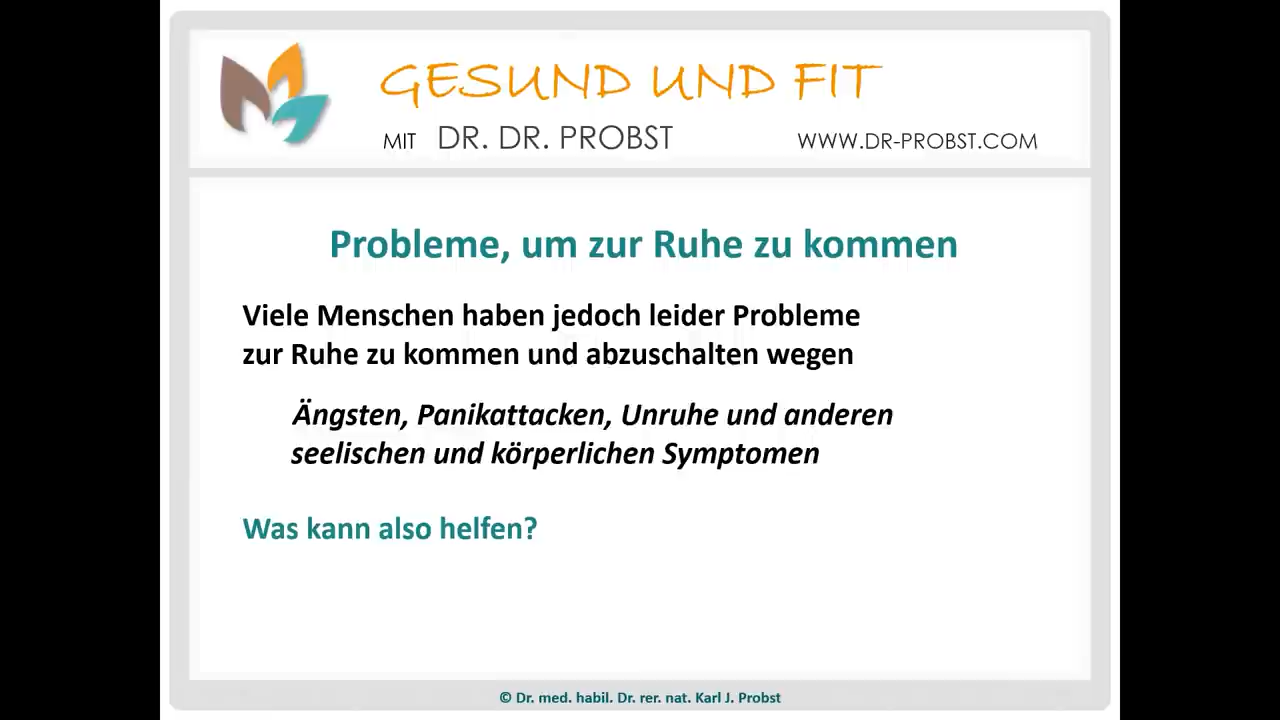 GESUND UND FIT
MIT DR. DR. PROBST WWW.DR-PROBST.COM
Probleme, um zur Ruhe zu kommen
Viele Menschen haben jedoch leider Probleme
zur Ruhe zu kommen und abzuschalten wegen
Ängsten, Panikattacken, Unruhe und anderen
seelischen und körperlichen Symptomen
Was kann also helfen?
© Dr. med. habil. Dr. rer. nat. Karl J. Probst